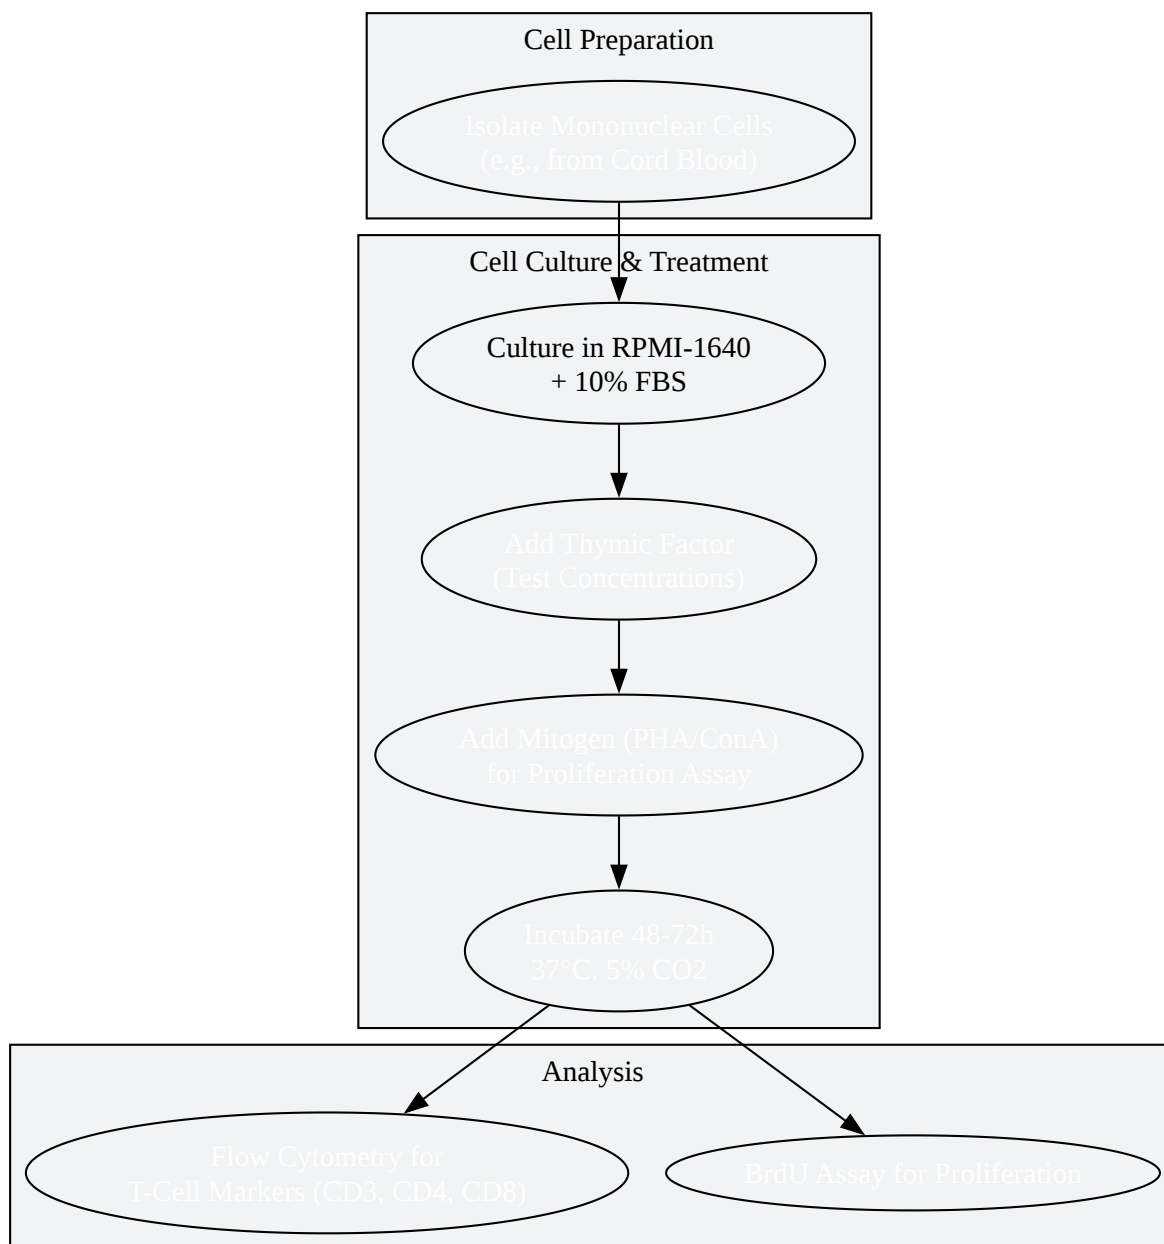 Cell Preparation
Isolate Mononuclear Cells
(e.g., from Cord Blood)
Cell Culture & Treatment
Culture in RPMI-1640
+ 10% FBS
Add Thymic Factor
(Test Concentrations)
Add Mitogen (PHA/ConA)
for Proliferation Assay
Incubate 48-72h
37°C, 5% CO2
Analysis
Flow Cytometry for
T-Cell Markers (CD3, CD4, CD8)
BrdU Assay for Proliferation